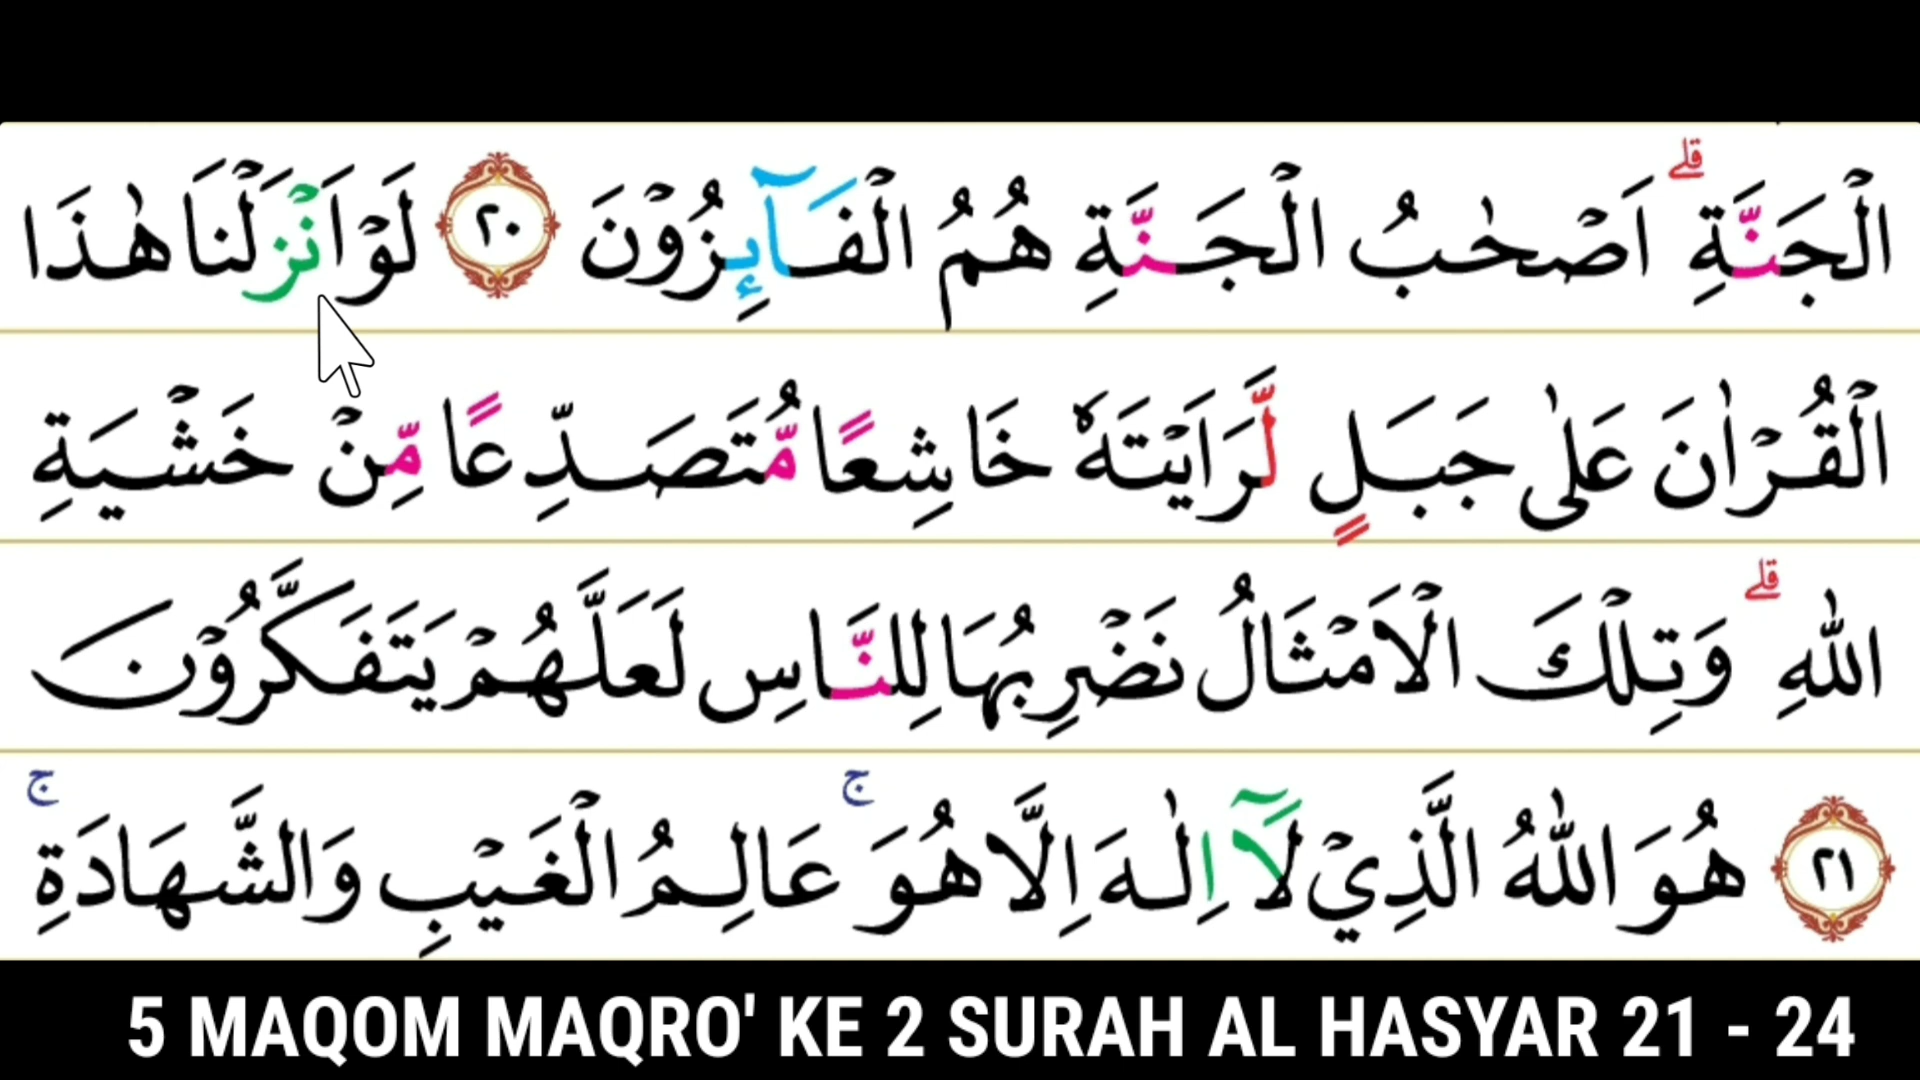 الْجَنَّةِ ۗ اَصْحٰبُ الْجَنَّةِ هُمُ الْفَاۤىِٕزُوْنَ ٢٠ لَوْ اَنْزَلْنَا هٰذَا
الْقُرْاٰنَ عَلٰى جَبَلٍ لَّرَاَيْتَهٗ خَاشِعًا مُّتَصَدِّعًا مِّنْ خَشْيَةِ
اللّٰهِ ۗ وَتِلْكَ الْاَمْثَالُ نَضْرِبُهَا لِلنَّاسِ لَعَلَّهُمْ يَتَفَكَّرُوْنَ
٢١ هُوَ اللّٰهُ الَّذِيْ لَآ اِلٰهَ اِلَّا هُوَ ۚ عَالِمُ الْغَيْبِ وَالشَّهَادَةِ ۚ
5 MAQOM MAQRO' KE 2 SURAH AL HASYAR 21 - 24